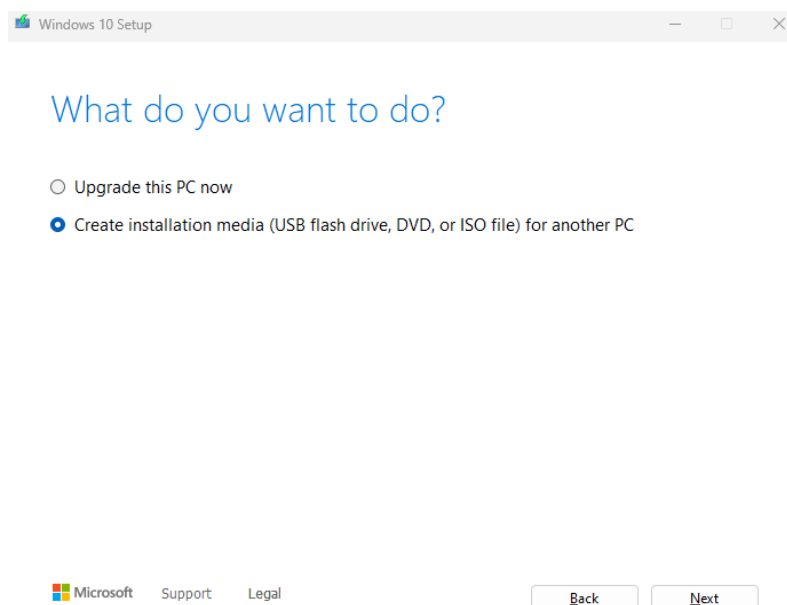 Windows 10 Setup
What do you want to do?
Upgrade this PC now
Create installation media (USB flash drive, DVD, or ISO file) for another PC
Microsoft Support Legal Back Next